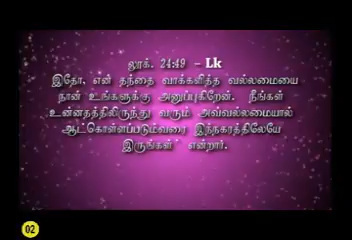 லூக். 24:49 - Lk
இதோ, என் தந்தை வாக்களித்த வல்லமையை
நான் உங்களுக்கு அனுப்புகிறேன். நீங்கள்
உன்னதத்திலிருந்து வரும் அவ்வல்லமையால்
ஆட்கொள்ளப்படும்வரை இந்நகரத்திலேயே
இருங்கள்" என்றார்.
02